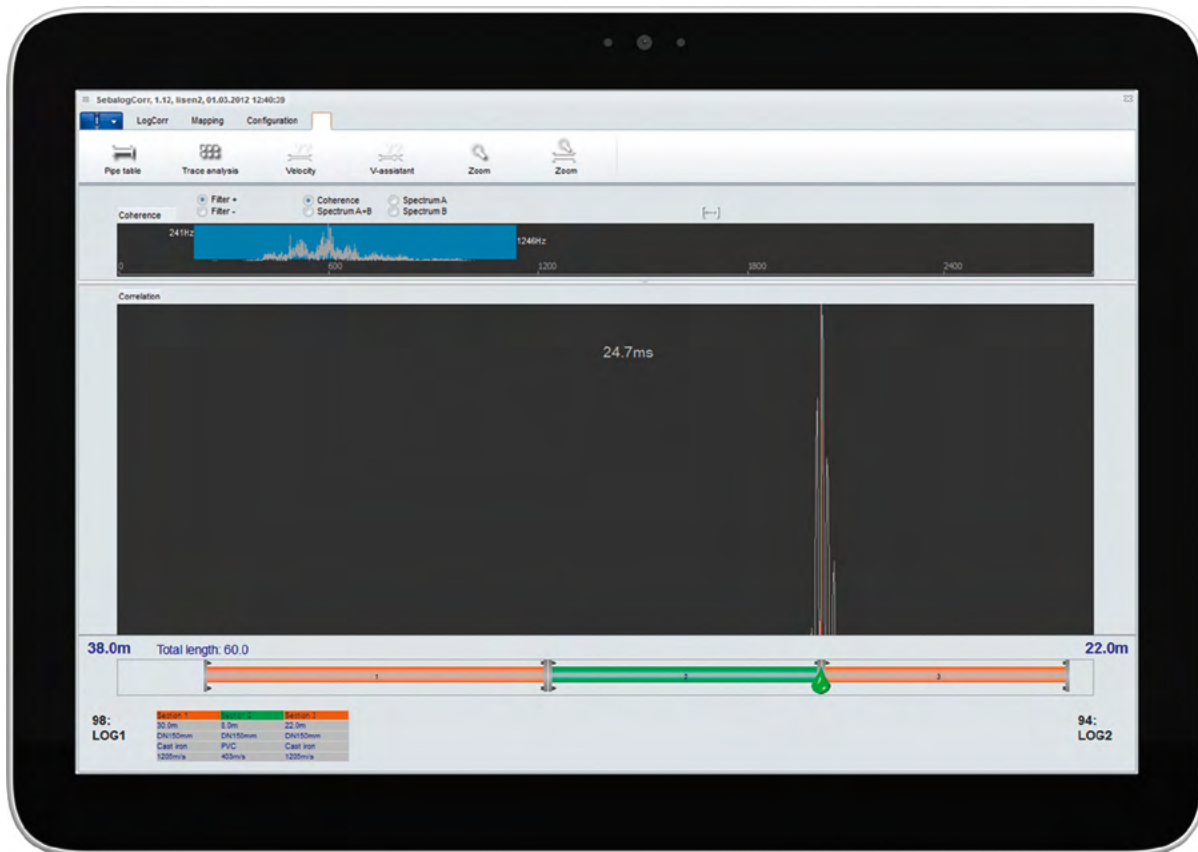 SebalogCorr, 1.12, lisen2, 01.03.2012 12:40:39
LogCorr Mapping Configuration
Pipe table Trace analysis Velocity V-assistant Zoom Zoom
Filter + Coherence Spectrum A
Coherence Filter - Spectrum A+B Spectrum B
241Hz 1246Hz
0 600 1200 1800 2400
Correlation
24.7ms
38.0m Total length: 60.0 22.0m
1 2 3
98: Section 1 Section 2 Section 3 94:
LOG1 30.0m 8.0m 22.0m LOG2
DN150mm DN150mm DN150mm
Cast iron PVC Cast iron
1205m/s 403m/s 1205m/s